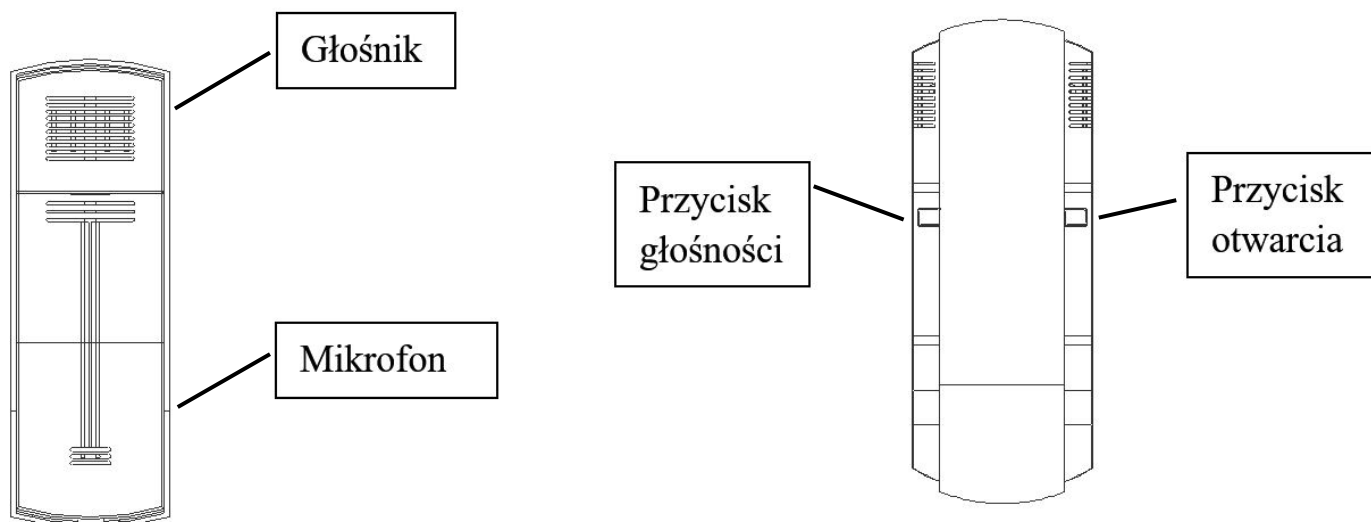 Głośnik
Mikrofon
Przycisk
głośności
Przycisk
otwarcia